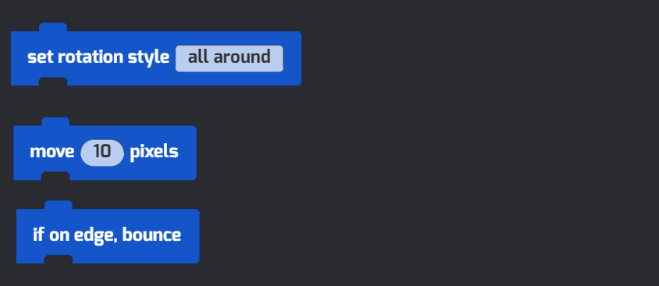 set rotation style all around
move 10 pixels
if on edge, bounce